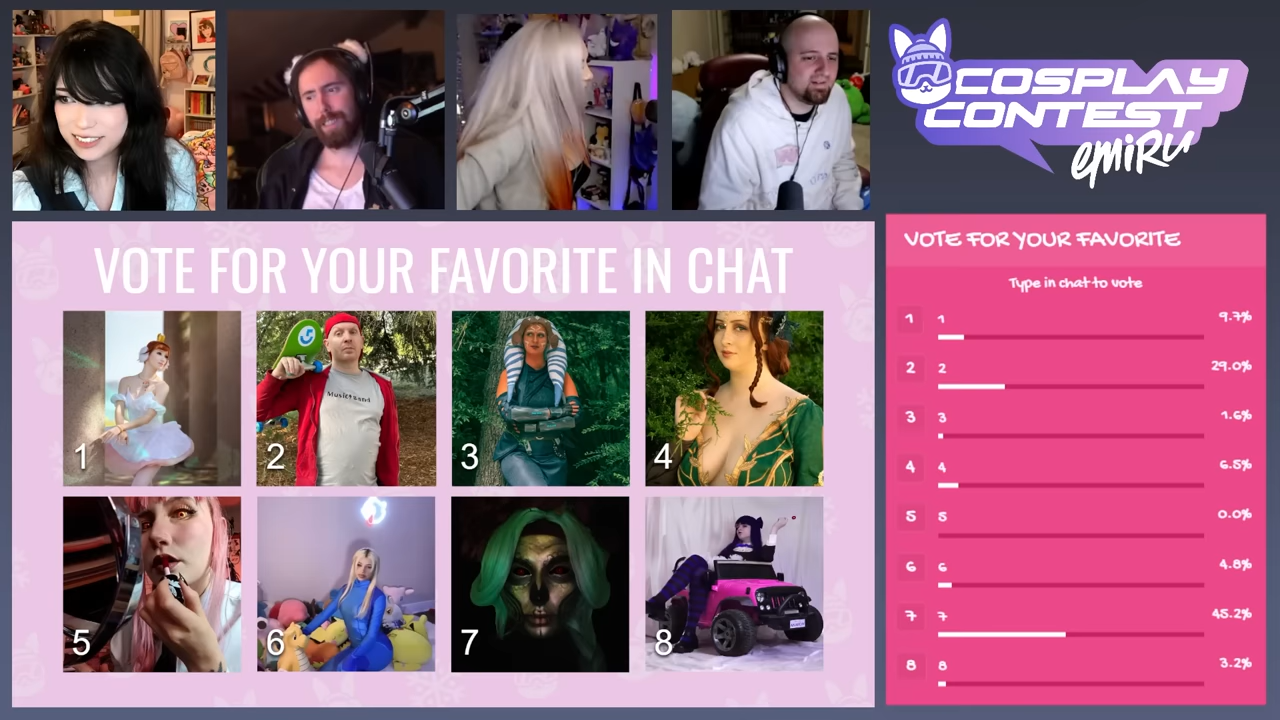 COSPLAY
CONTEST
emiru
VOTE FOR YOUR FAVORITE IN CHAT
1
2
Music Band
3
4
5
6
7
8
VOTE FOR YOUR FAVORITE
Type in chat to vote
1 1 9.7%
2 2 29.0%
3 3 1.6%
4 4 6.5%
5 5 0.0%
6 6 4.8%
7 7 45.2%
8 8 3.2%